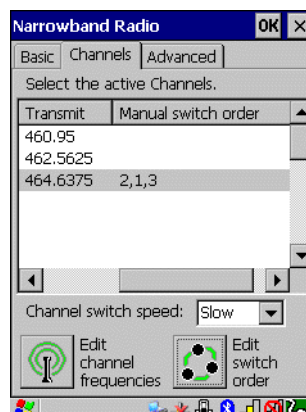 Narrowband Radio OK ×
Basic Channels Advanced
Select the active Channels.
Transmit Manual switch order
460.95
462.5625
464.6375 2,1,3
Channel switch speed: Slow
Edit channel frequencies
Edit switch order